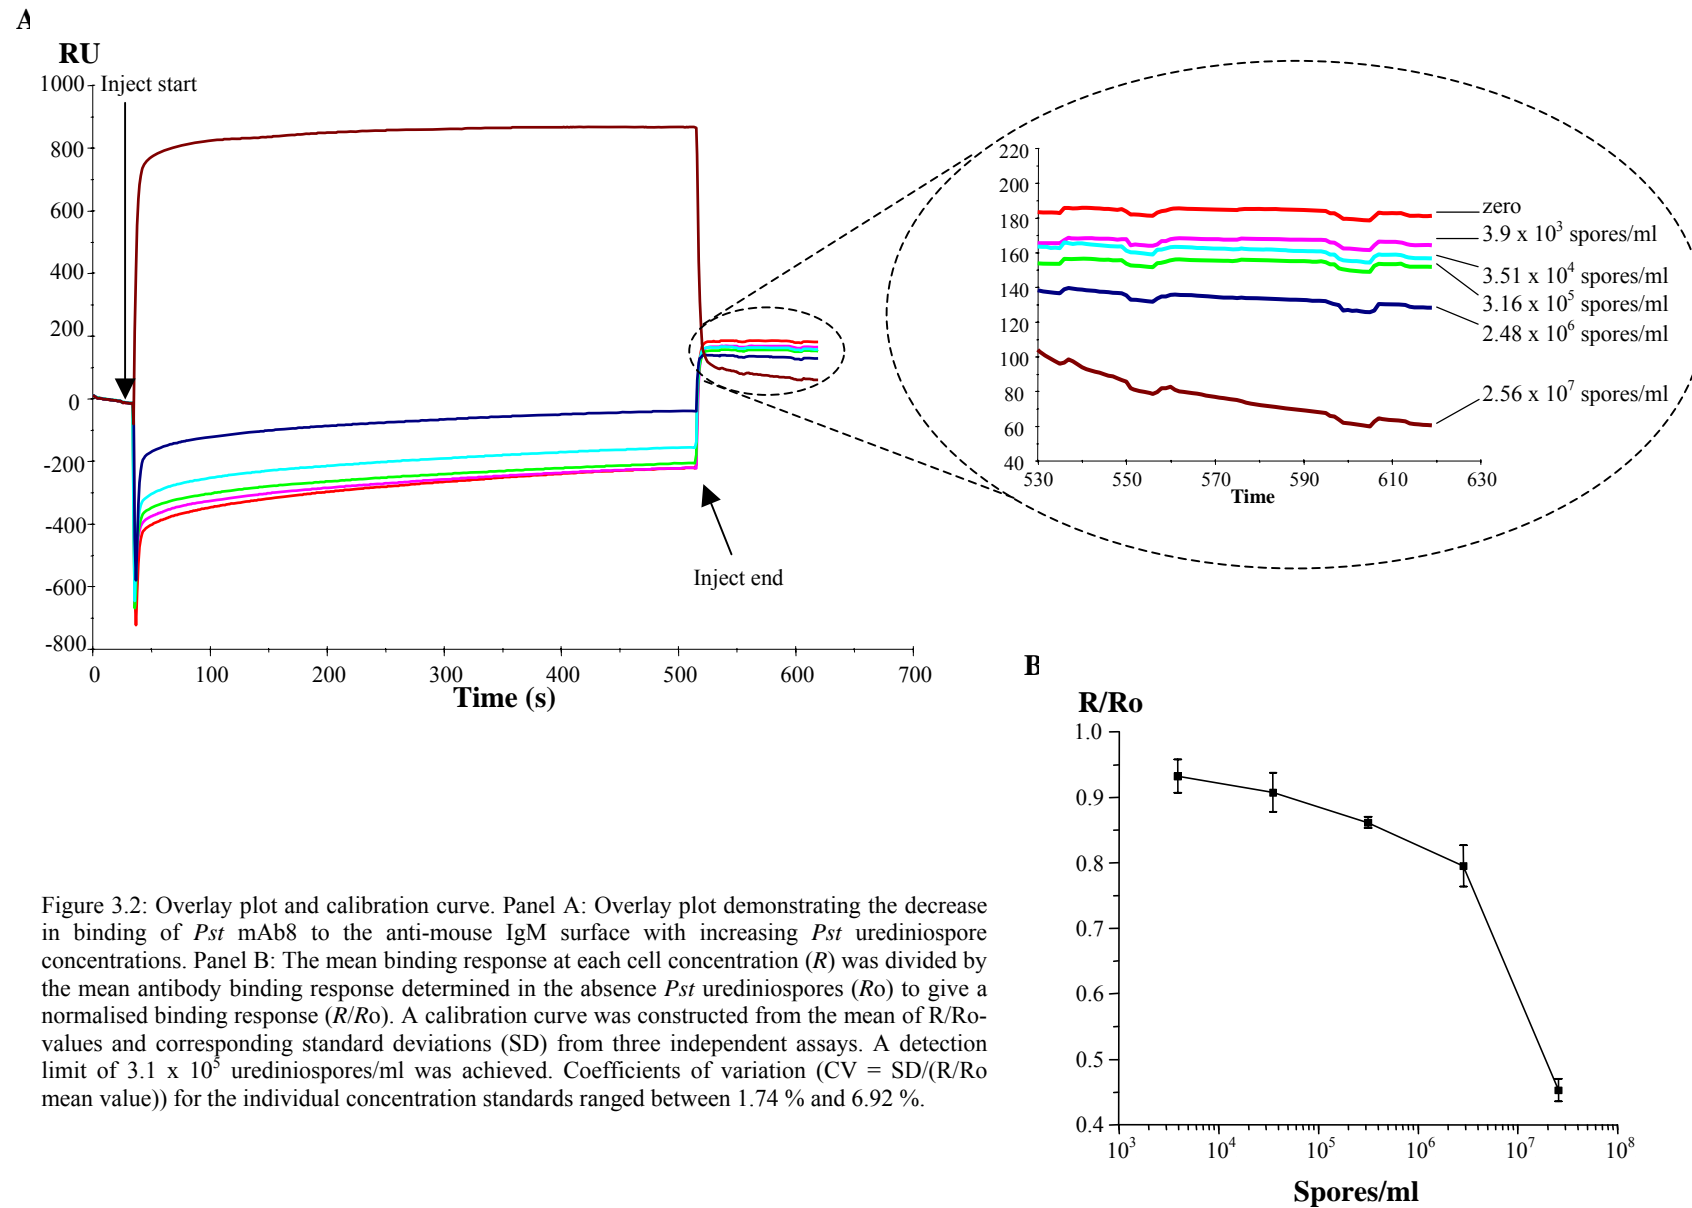 A
RU
Inject start
1000
800
600
400
200
0
-200
-400
-600
-800
0 100 200 300 400 500 600 700
Time (s)
Inject end
220
200
180
160
140
120
100
80
60
40
530 550 570 590 610 630
Time
zero
3.9 x 10³ spores/ml
3.51 x 10⁴ spores/ml
3.16 x 10⁵ spores/ml
2.48 x 10⁶ spores/ml
2.56 x 10⁷ spores/ml
B
R/Ro
1.0
0.9
0.8
0.7
0.6
0.5
0.4
10³ 10⁴ 10⁵ 10⁶ 10⁷ 10⁸
Spores/ml
Figure 3.2: Overlay plot and calibration curve. Panel A: Overlay plot demonstrating the decrease
in binding of Pst mAb8 to the anti-mouse IgM surface with increasing Pst urediniospore
concentrations. Panel B: The mean binding response at each cell concentration (R) was divided by
the mean antibody binding response determined in the absence Pst urediniospores (Ro) to give a
normalised binding response (R/Ro). A calibration curve was constructed from the mean of R/Ro-
values and corresponding standard deviations (SD) from three independent assays. A detection
limit of 3.1 x 10⁵ urediniospores/ml was achieved. Coefficients of variation (CV = SD/(R/Ro
mean value)) for the individual concentration standards ranged between 1.74 % and 6.92 %.